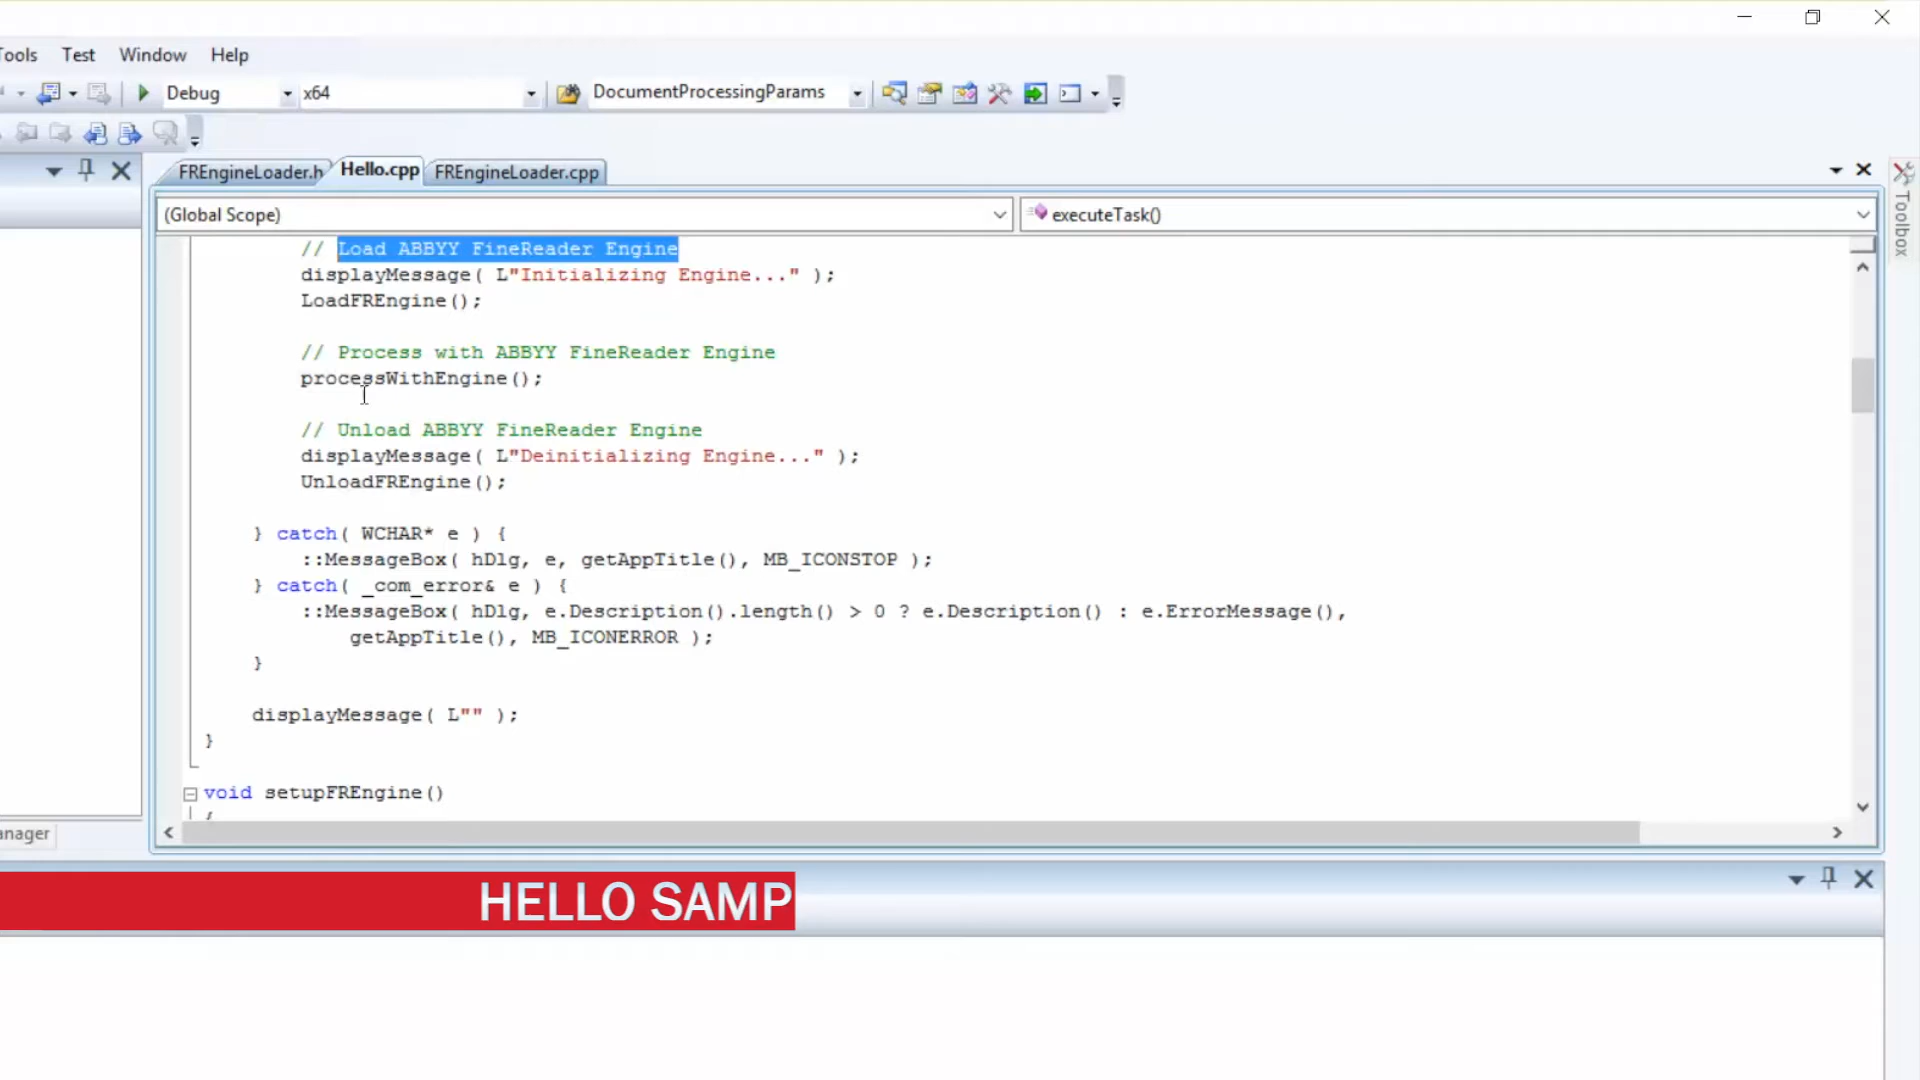 Tools Test Window Help
Debug x64 DocumentProcessingParams
FREngineLoader.h Hello.cpp FREngineLoader.cpp
(Global Scope) executeTask()
Toolbox
// Load ABBYY FineReader Engine
displayMessage( L"Initializing Engine..." );
LoadFREngine();
// Process with ABBYY FineReader Engine
processWithEngine();
// Unload ABBYY FineReader Engine
displayMessage( L"Deinitializing Engine..." );
UnloadFREngine();
} catch( WCHAR* e ) {
::MessageBox( hDlg, e, getAppTitle(), MB_ICONSTOP );
} catch( _com_error& e ) {
::MessageBox( hDlg, e.Description().length() > 0 ? e.Description() : e.ErrorMessage(),
getAppTitle(), MB_ICONERROR );
}
displayMessage( L"" );
}
void setupFREngine()
anager
HELLO SAMP